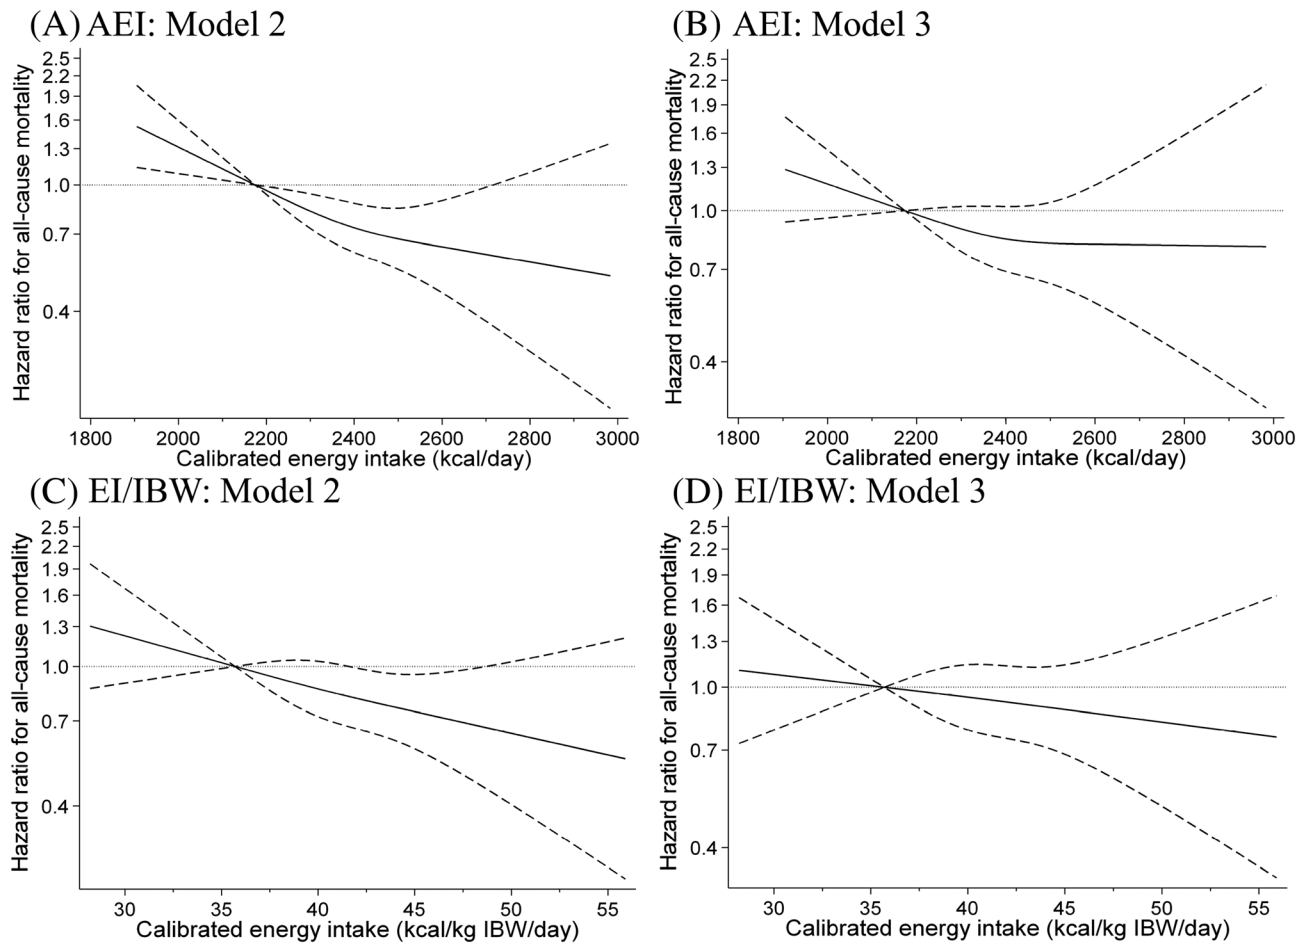 (A) AEI: Model 2
Hazard ratio for all-cause mortality
2.5
2.2
1.9
1.6
1.3
1.0
0.7
0.4
1800 2000 2200 2400 2600 2800 3000
Calibrated energy intake (kcal/day)
(B) AEI: Model 3
Hazard ratio for all-cause mortality
2.5
2.2
1.9
1.6
1.3
1.0
0.7
0.4
1800 2000 2200 2400 2600 2800 3000
Calibrated energy intake (kcal/day)
(C) EI/IBW: Model 2
Hazard ratio for all-cause mortality
2.5
2.2
1.9
1.6
1.3
1.0
0.7
0.4
30 35 40 45 50 55
Calibrated energy intake (kcal/kg IBW/day)
(D) EI/IBW: Model 3
Hazard ratio for all-cause mortality
2.5
2.2
1.9
1.6
1.3
1.0
0.7
0.4
30 35 40 45 50 55
Calibrated energy intake (kcal/kg IBW/day)